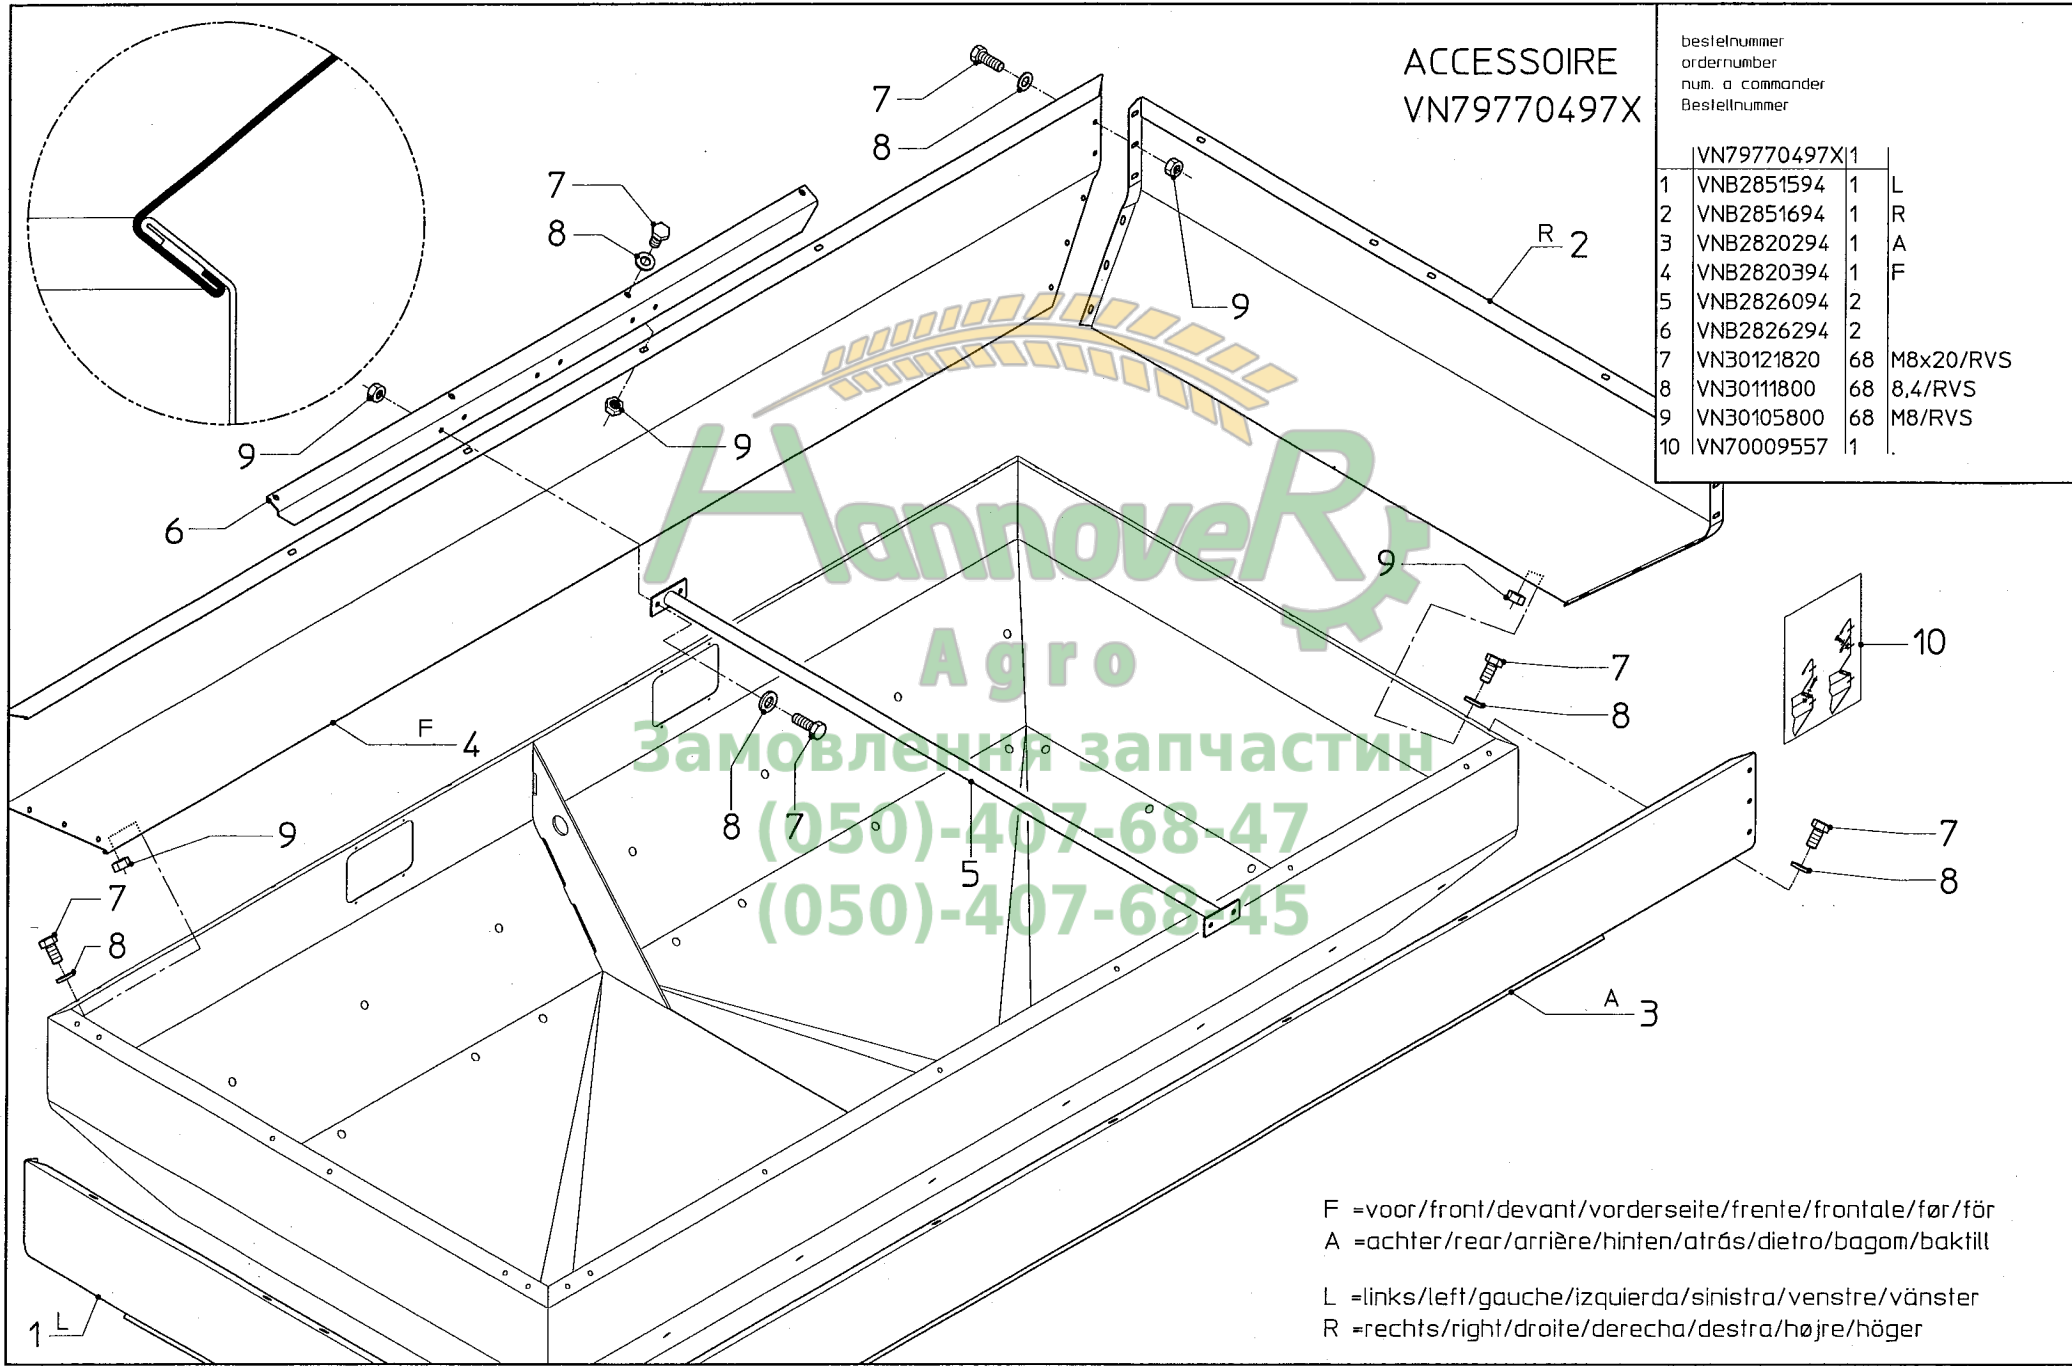 ACCESSOIRE
VN79770497X
bestelnummer
ordernumber
num. a commander
Bestellnummer
VN79770497X 1
1 VNB2851594 1 L
2 VNB2851694 1 R
3 VNB2820294 1 A
4 VNB2820394 1 F
5 VNB2826094 2
6 VNB2826294 2
7 VN30121820 68 M8x20/RVS
8 VN30111800 68 8,4/RVS
9 VN30105800 68 M8/RVS
10 VN70009557 1 .
7
8
7
8
9
R 2
9
9
6
9
HannoveR
Agro
Замовлення запчастин
(050)-407-68-47
(050)-407-68-45
9
7
8
10
F 4
8
7
5
9
7
8
7
8
A 3
1 L
F =voor/front/devant/vorderseite/frente/frontale/før/för
A =achter/rear/arrière/hinten/atrás/dietro/bagom/baktill
L =links/left/gauche/izquierda/sinistra/venstre/vänster
R =rechts/right/droite/derecha/destra/højre/höger